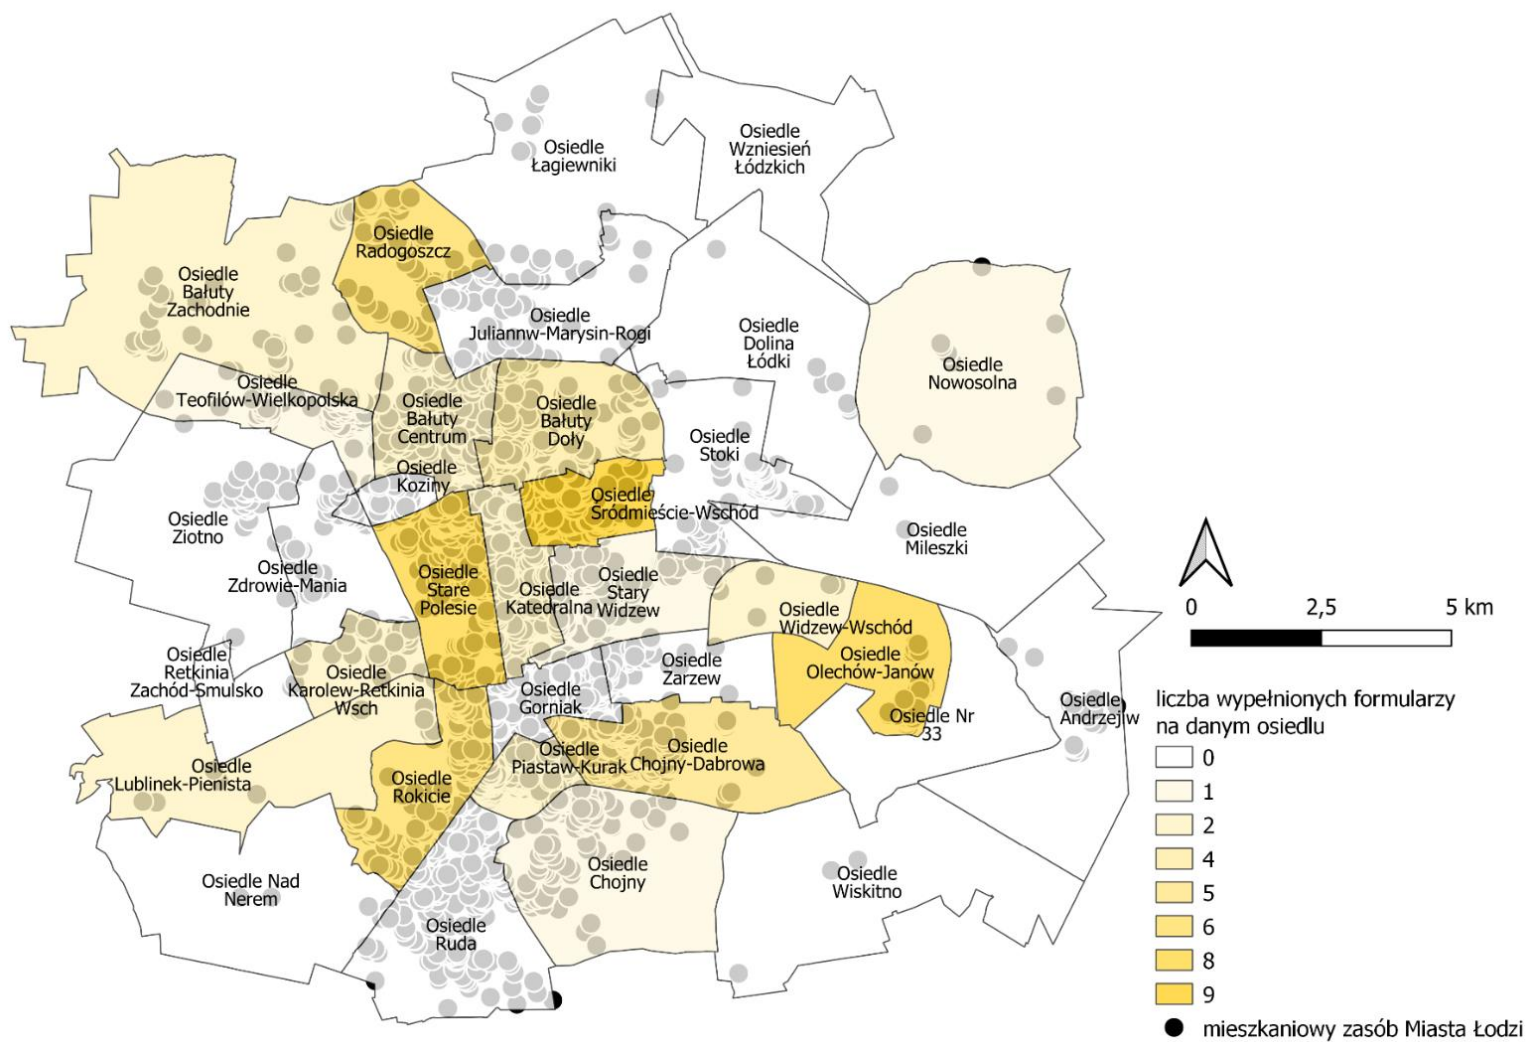 Osiedle
Łagiewniki
Osiedle
Wzniesień
Łódzkich
Osiedle
Radogoszcz
Osiedle
Bałuty
Zachodnie
Osiedle
Juliannw-Marysin-Rogi
Osiedle
Dolina
Łódki
Osiedle
Nowosolna
Osiedle
Teofilów-Wielkopolska
Osiedle
Bałuty
Centrum
Osiedle
Bałuty
Doły
Osiedle
Stoki
Osiedle
Koziny
Osiedle
Śródmieście-Wschód
Osiedle
Złotno
Osiedle
Mileszki
Osiedle
Zdrowie-Mania
Osiedle
Stare
Polesie
Osiedle
Katedralna
Osiedle
Stary
Widzew
Osiedle
Widzew-Wschód
Osiedle
Retkinia
Zachód-Smulsko
Osiedle
Karolew-Retkinia
Wsch
Osiedle
Gorniak
Osiedle
Zarzew
Osiedle
Olechów-Janów
Osiedle Nr
33
Osiedle
Andrzejw
Osiedle
Lublinek-Pienista
Osiedle
Rokicie
Osiedle
Piastaw-Kurak
Osiedle
Chojny-Dabrowa
Osiedle Nad
Nerem
Osiedle
Ruda
Osiedle
Chojny
Osiedle
Wiskitno
0 2,5 5 km
liczba wypełnionych formularzy
na danym osiedlu
0
1
2
4
5
6
8
9
mieszkaniowy zasób Miasta Łodzi